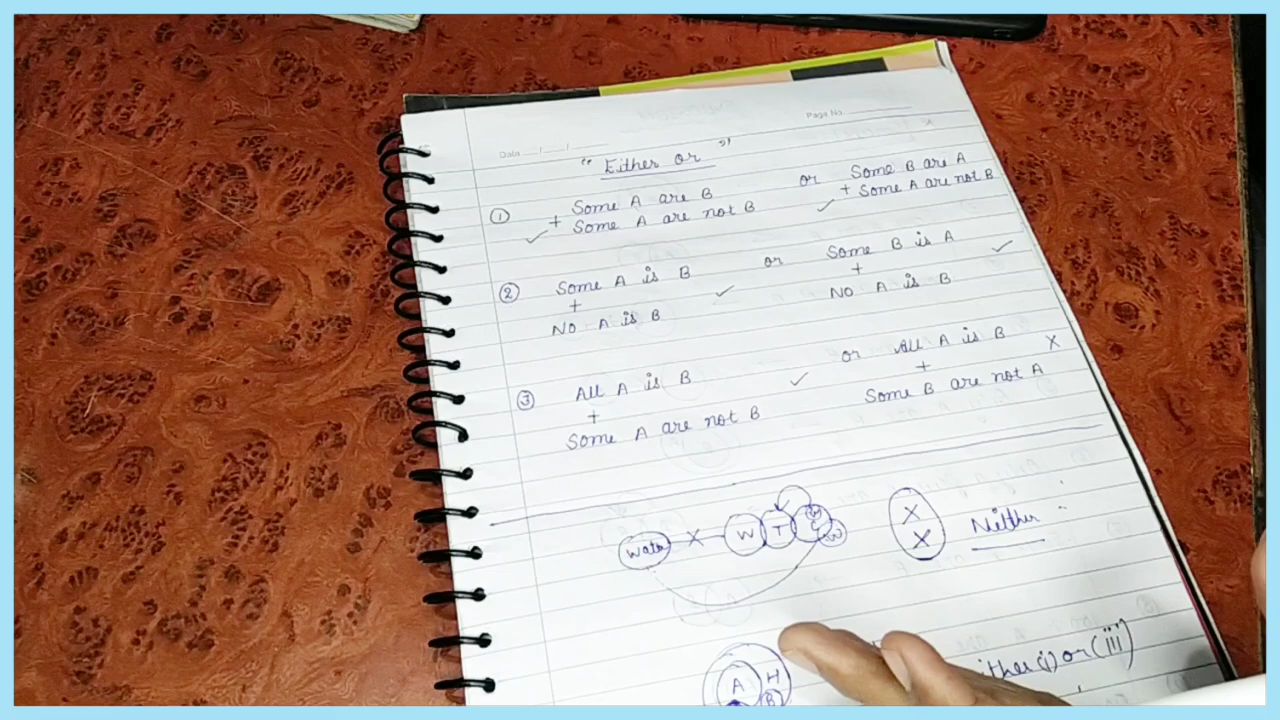 Page No.
Date
" Either or "
① Some A are B or Some B are A
+ Some A are not B ✓ + Some A are not B ✓
② Some A is B or Some B is A
+ ✓ + ✓
No A is B No A is B
③ All A is B or All A is B
+ ✓ + X
Some A are not B Some B are not A
X W T X
X Neither
A H
B
(i) or (iii)